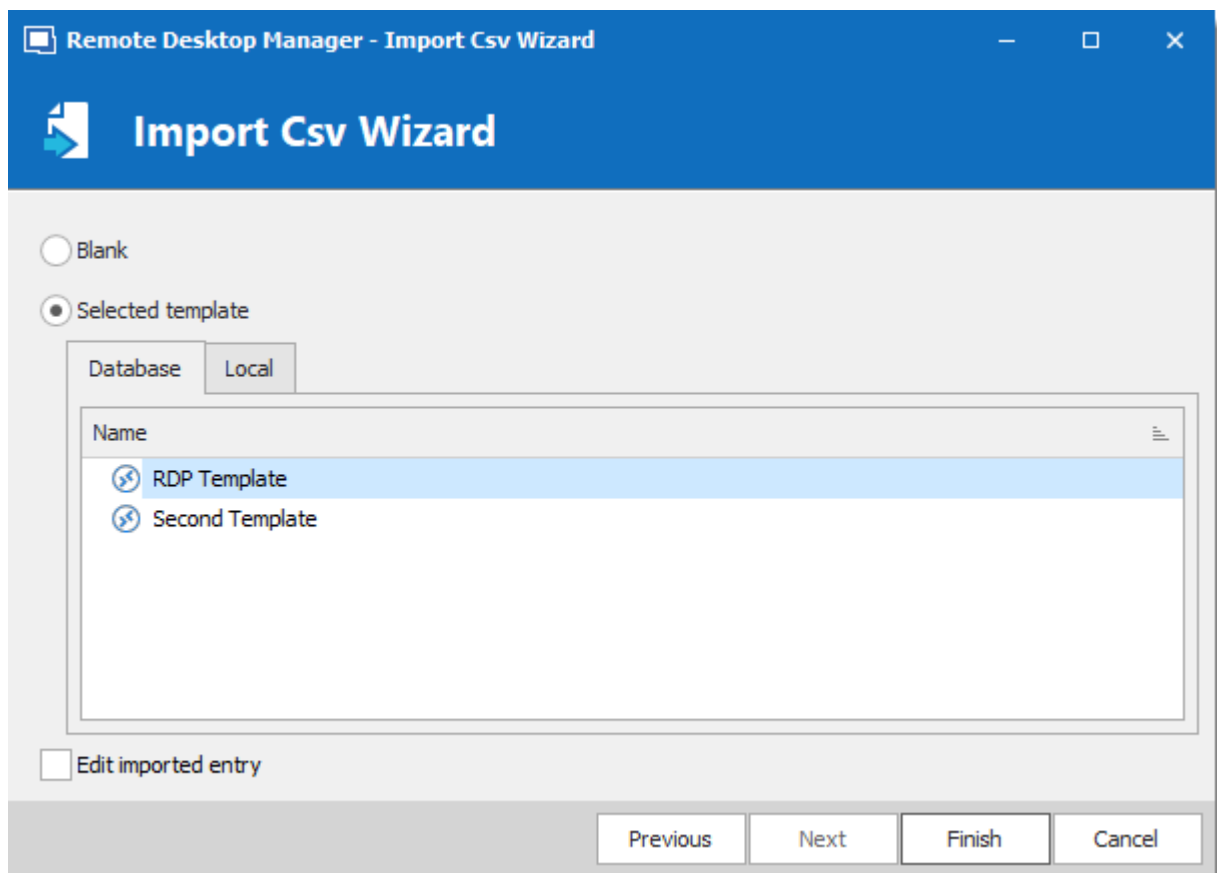 Remote Desktop Manager - Import Csv Wizard
Import Csv Wizard
Blank
Selected template
Database Local
Name
RDP Template
Second Template
Edit imported entry
Previous Next Finish Cancel